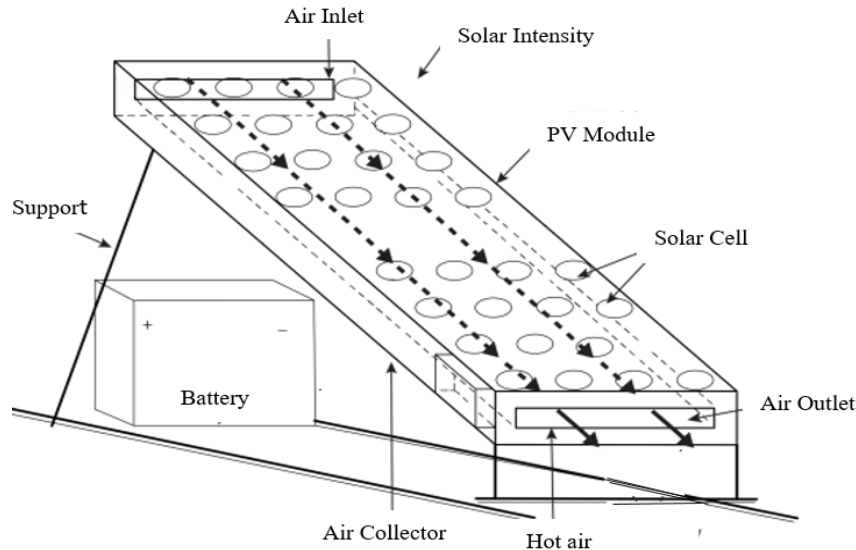 Air Inlet
Solar Intensity
PV Module
Support
Solar Cell
+ −
Battery
Air Outlet
Air Collector
Hot air